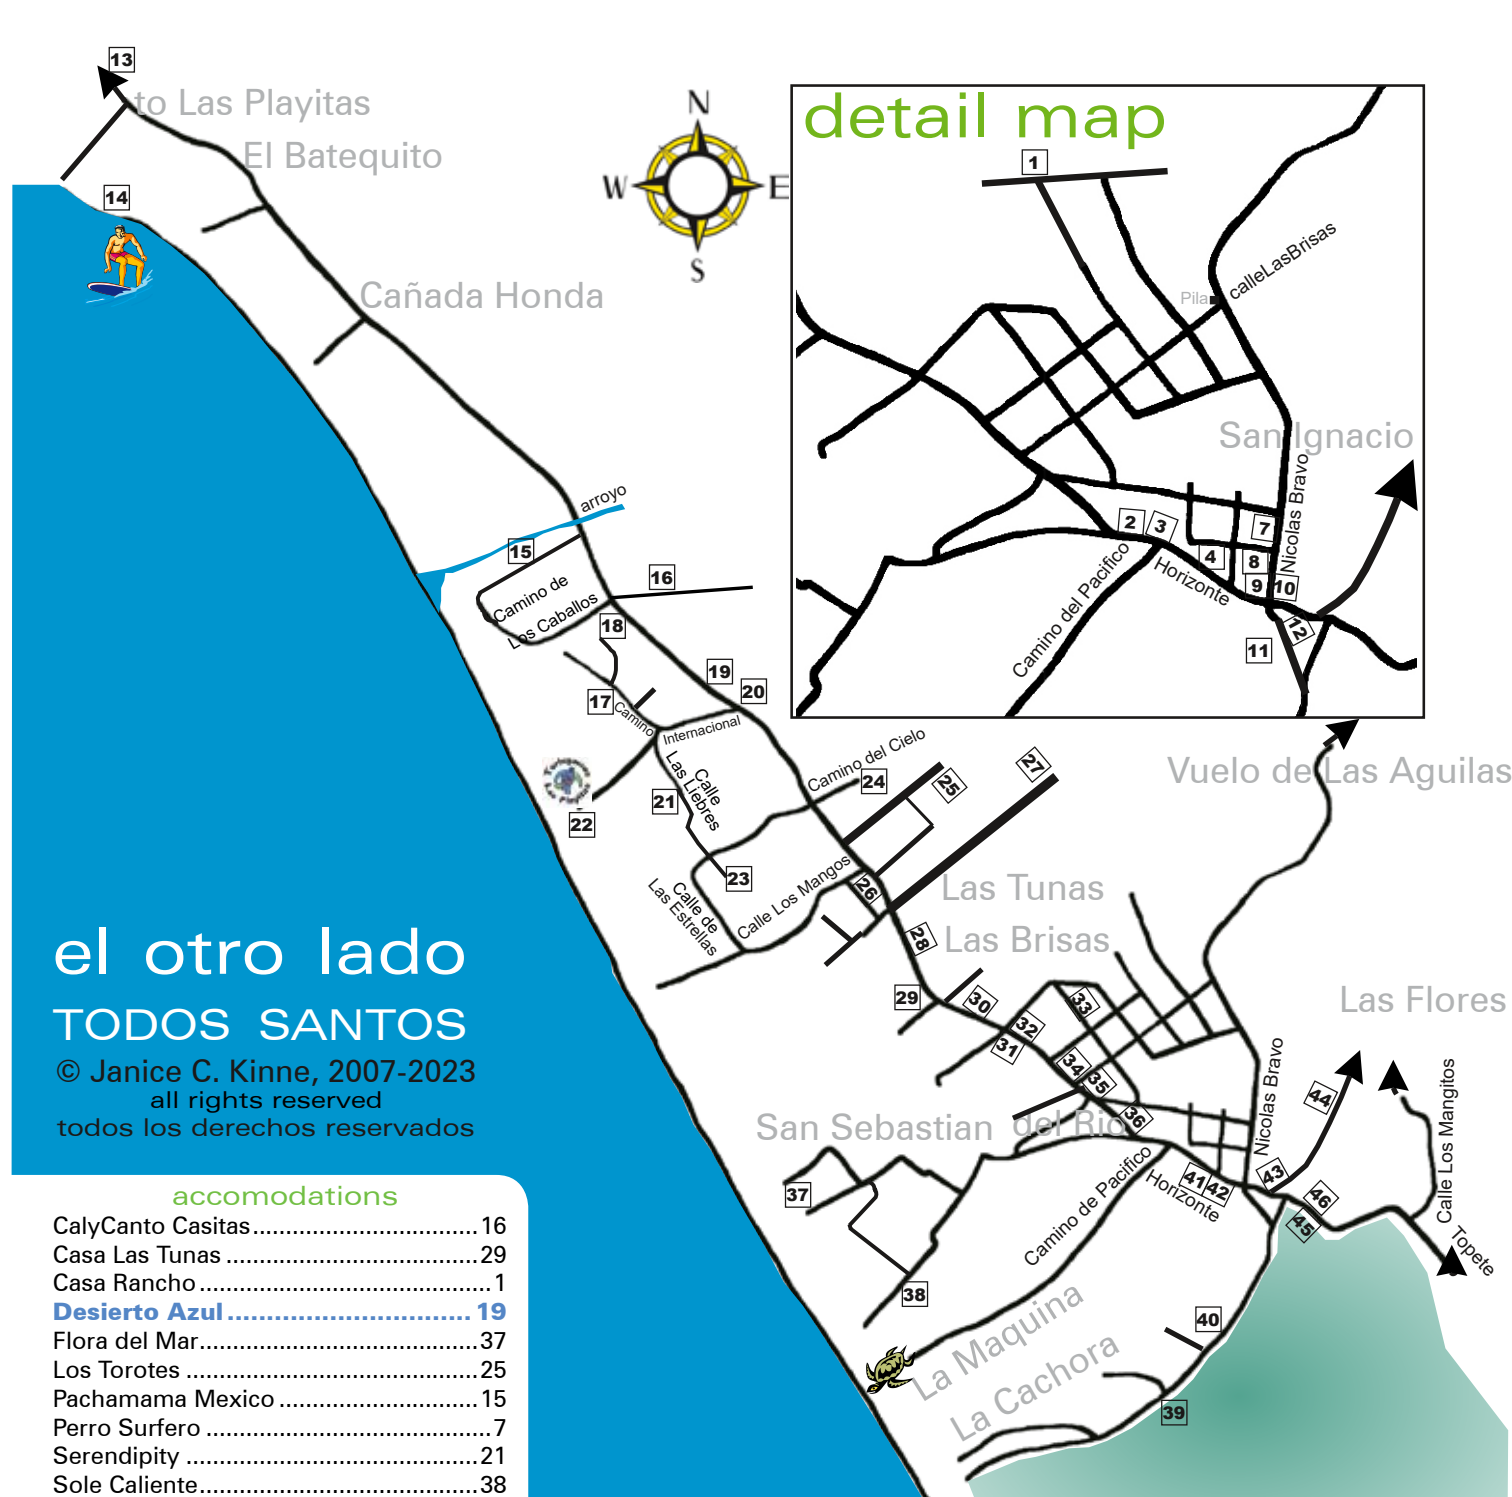 13
to Las Playitas
El Batequito
14
N
W
E
S
Cañada Honda
detail map
1
calleLasBrisas
Pila
San Ignacio
Nicolas Bravo
2
3
7
4
8
9
10
Horizonte
Camino del Pacifico
11
12
arroyo
15
16
Camino de
Los Caballos
18
19
20
17
Camino
Internacional
Calle
Las Liebres
21
22
23
Camino del Cielo
24
25
27
Vuelo de Las Aguilas
Calle de
Las Estrellas
Calle Los Mangos
26
Las Tunas
28
Las Brisas
29
30
33
32
31
34
35
36
Las Flores
San Sebastian del Rio
Nicolas Bravo
44
Calle Los Mangitos
37
Camino de Pacifico
Horizonte
41
42
43
46
45
Topete
38
La Maquina
La Cachora
40
39
el otro lado
TODOS SANTOS
© Janice C. Kinne, 2007-2023
all rights reserved
todos los derechos reservados
accomodations
CalyCanto Casitas................................16
Casa Las Tunas ....................................29
Casa Rancho.........................................1
Desierto Azul............................... 19
Flora del Mar........................................37
Los Torotes ..........................................25
Pachamama Mexico ............................15
Perro Surfero ........................................7
Serendipity ..........................................21
Sole Caliente........................................38